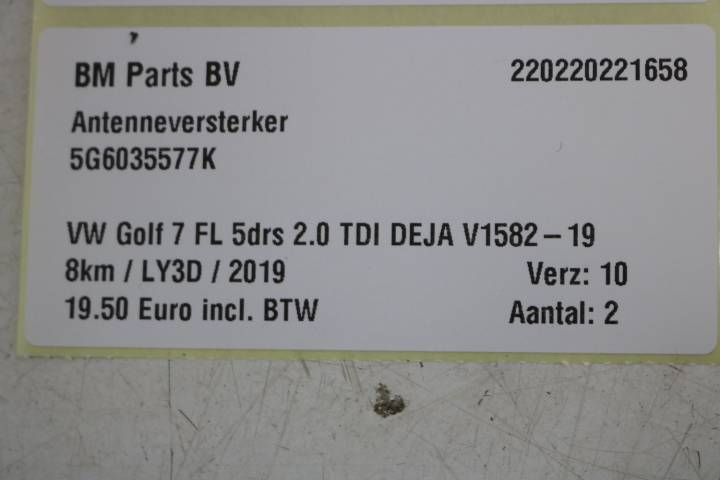 BM Parts BV 220220221658
Antenneversterker
5G6035577K
VW Golf 7 FL 5drs 2.0 TDI DEJA V1582 – 19
8km / LY3D / 2019 Verz: 10
19.50 Euro incl. BTW Aantal: 2